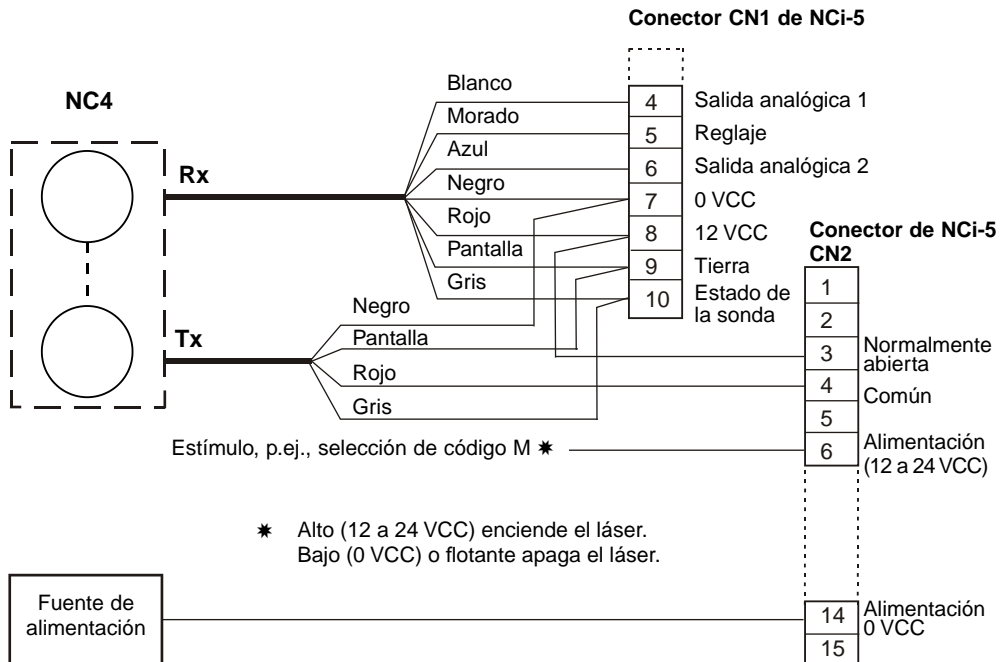 Conector CN1 de NCi-5
NC4
Rx
Tx
Blanco
Morado
Azul
Negro
Rojo
Pantalla
Gris
4 Salida analógica 1
5 Reglaje
6 Salida analógica 2
7 0 VCC
8 12 VCC
9 Tierra
10 Estado de
la sonda
Negro
Pantalla
Rojo
Gris
Conector de NCi-5
CN2
1
2
3 Normalmente
abierta
4 Común
5
6 Alimentación
(12 a 24 VCC)
Estímulo, p.ej., selección de código M ✷
✷ Alto (12 a 24 VCC) enciende el láser.
Bajo (0 VCC) o flotante apaga el láser.
Fuente de
alimentación
14 Alimentación
0 VCC
15